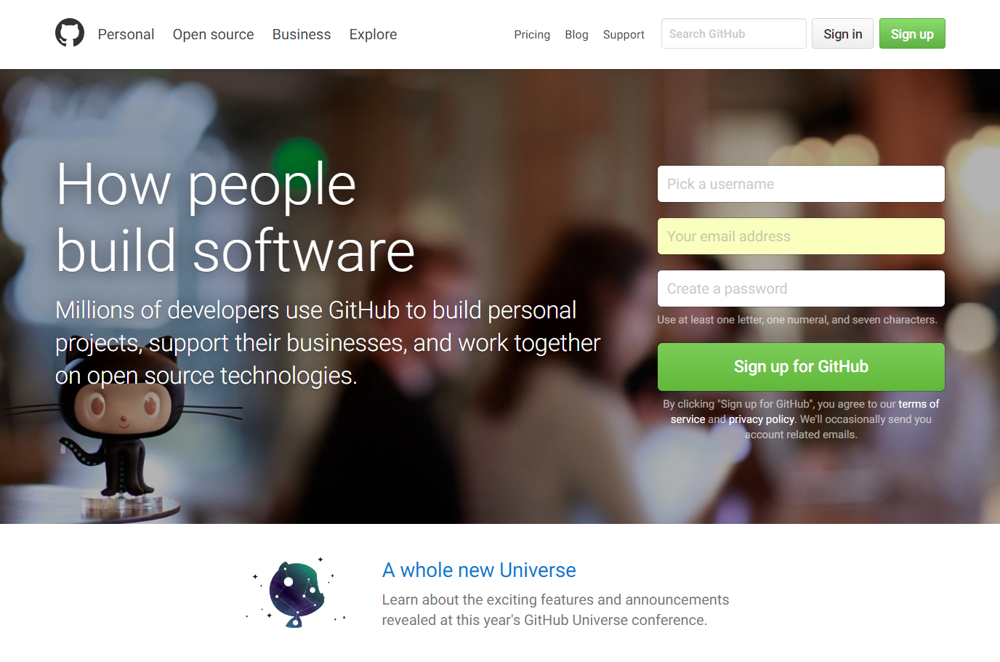 Personal Open source Business Explore Pricing Blog Support Search GitHub Sign in Sign up
How people
build software
Millions of developers use GitHub to build personal
projects, support their businesses, and work together
on open source technologies.
Pick a username
Your email address
Create a password
Use at least one letter, one numeral, and seven characters.
Sign up for GitHub
By clicking "Sign up for GitHub", you agree to our terms of
service and privacy policy. We'll occasionally send you
account related emails.
A whole new Universe
Learn about the exciting features and announcements
revealed at this year's GitHub Universe conference.